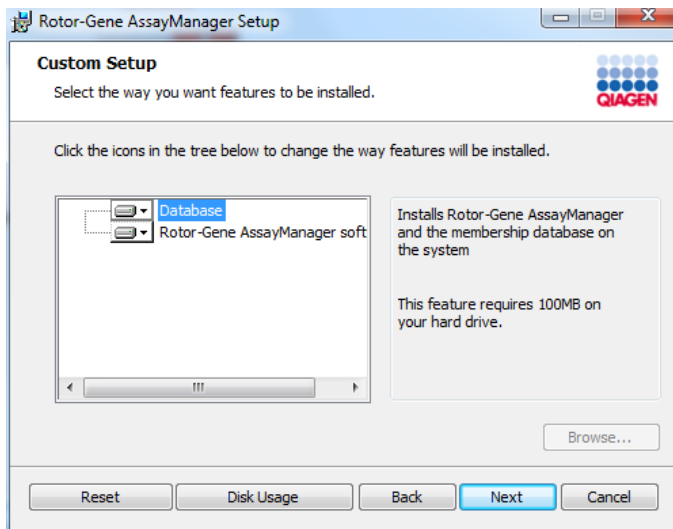 Rotor-Gene AssayManager Setup
Custom Setup
Select the way you want features to be installed.
QIAGEN
Click the icons in the tree below to change the way features will be installed.
Database
Rotor-Gene AssayManager soft
Installs Rotor-Gene AssayManager
and the membership database on
the system
This feature requires 100MB on
your hard drive.
Browse...
Reset
Disk Usage
Back
Next
Cancel